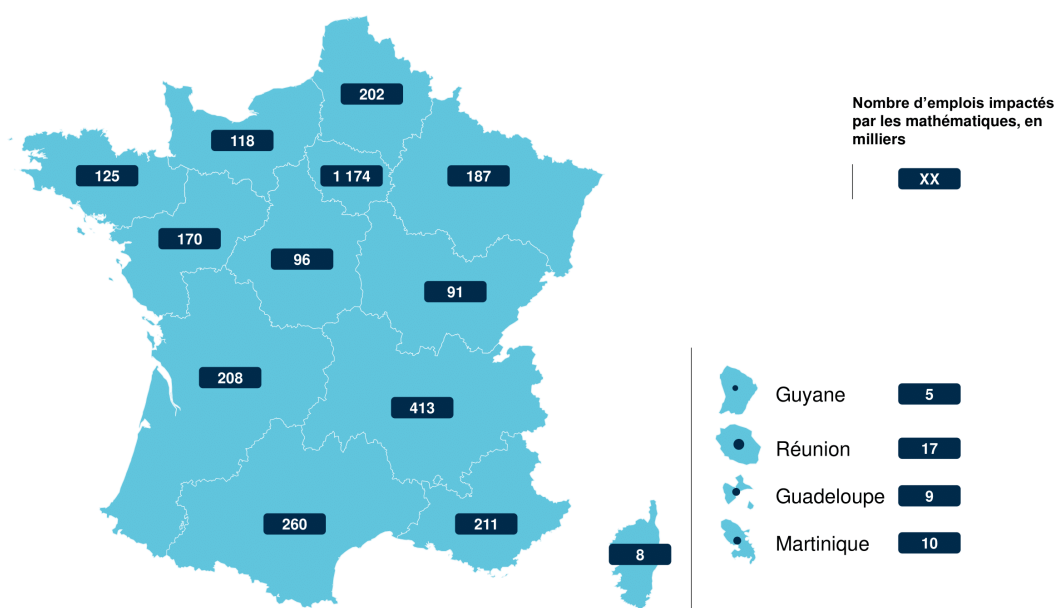 202
Nombre d’emplois impactés
par les mathématiques, en
milliers
118
125
1 174
187
XX
170
96
91
208
413
Guyane 5
Réunion 17
Guadeloupe 9
260
211
Martinique 10
8